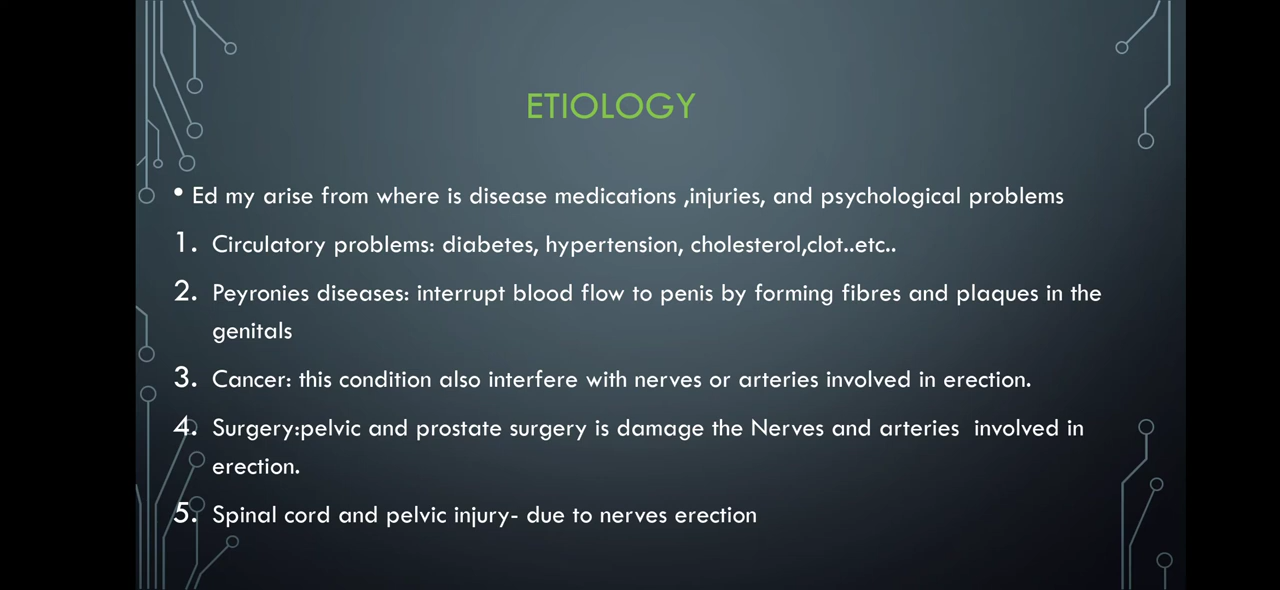 ETIOLOGY
• Ed my arise from where is disease medications ,injuries, and psychological problems
1. Circulatory problems: diabetes, hypertension, cholesterol,clot..etc..
2. Peyronies diseases: interrupt blood flow to penis by forming fibres and plaques in the
genitals
3. Cancer: this condition also interfere with nerves or arteries involved in erection.
4. Surgery:pelvic and prostate surgery is damage the Nerves and arteries  involved in
erection.
5. Spinal cord and pelvic injury- due to nerves erection